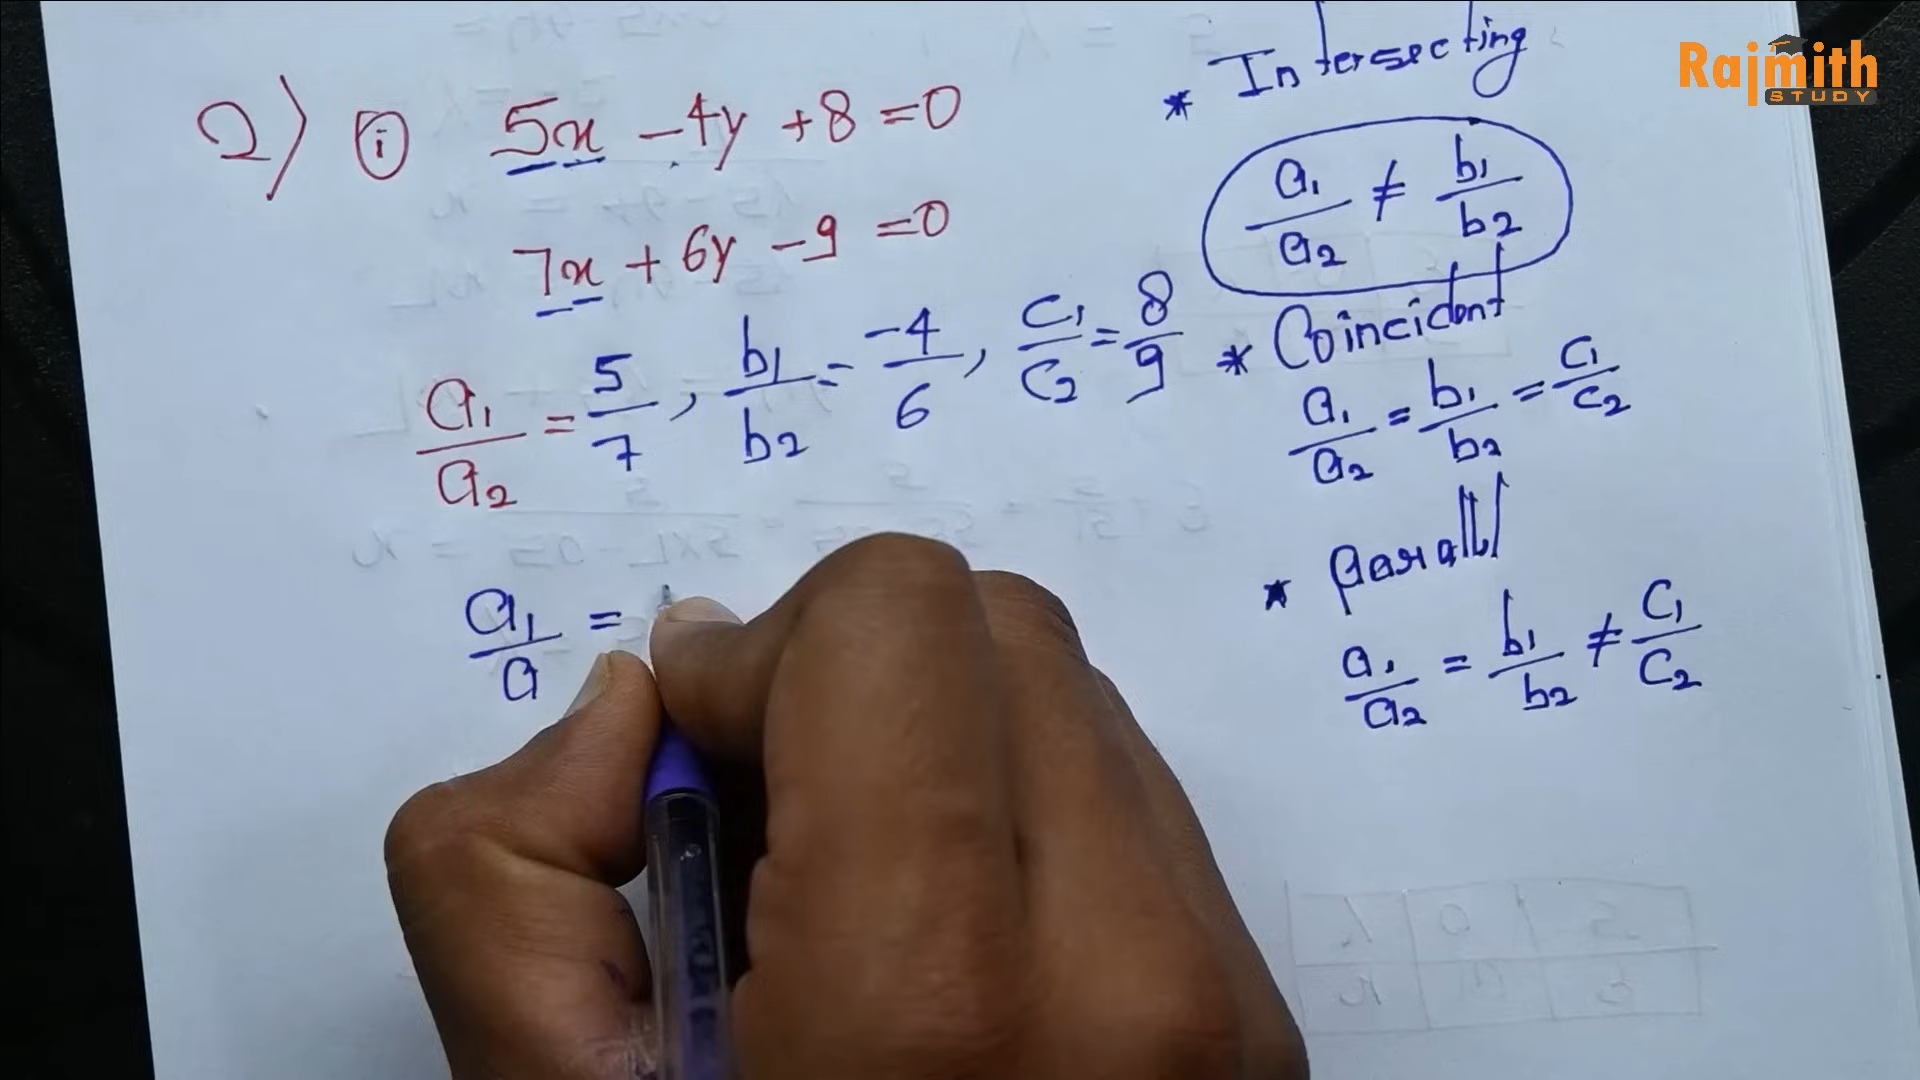 Rajmith
STUDY
2) (i) 5x -4y +8 =0
7x + 6y -9 =0
a₁/a₂ = 5/7, b₁/b₂ = -4/6, c₁/c₂ = 8/9
a₁/a =
* Intersecting
a₁/a₂ ≠ b₁/b₂
* Coincident
a₁/a₂ = b₁/b₂ = c₁/c₂
* parallel
a₁/a₂ = b₁/b₂ ≠ c₁/c₂